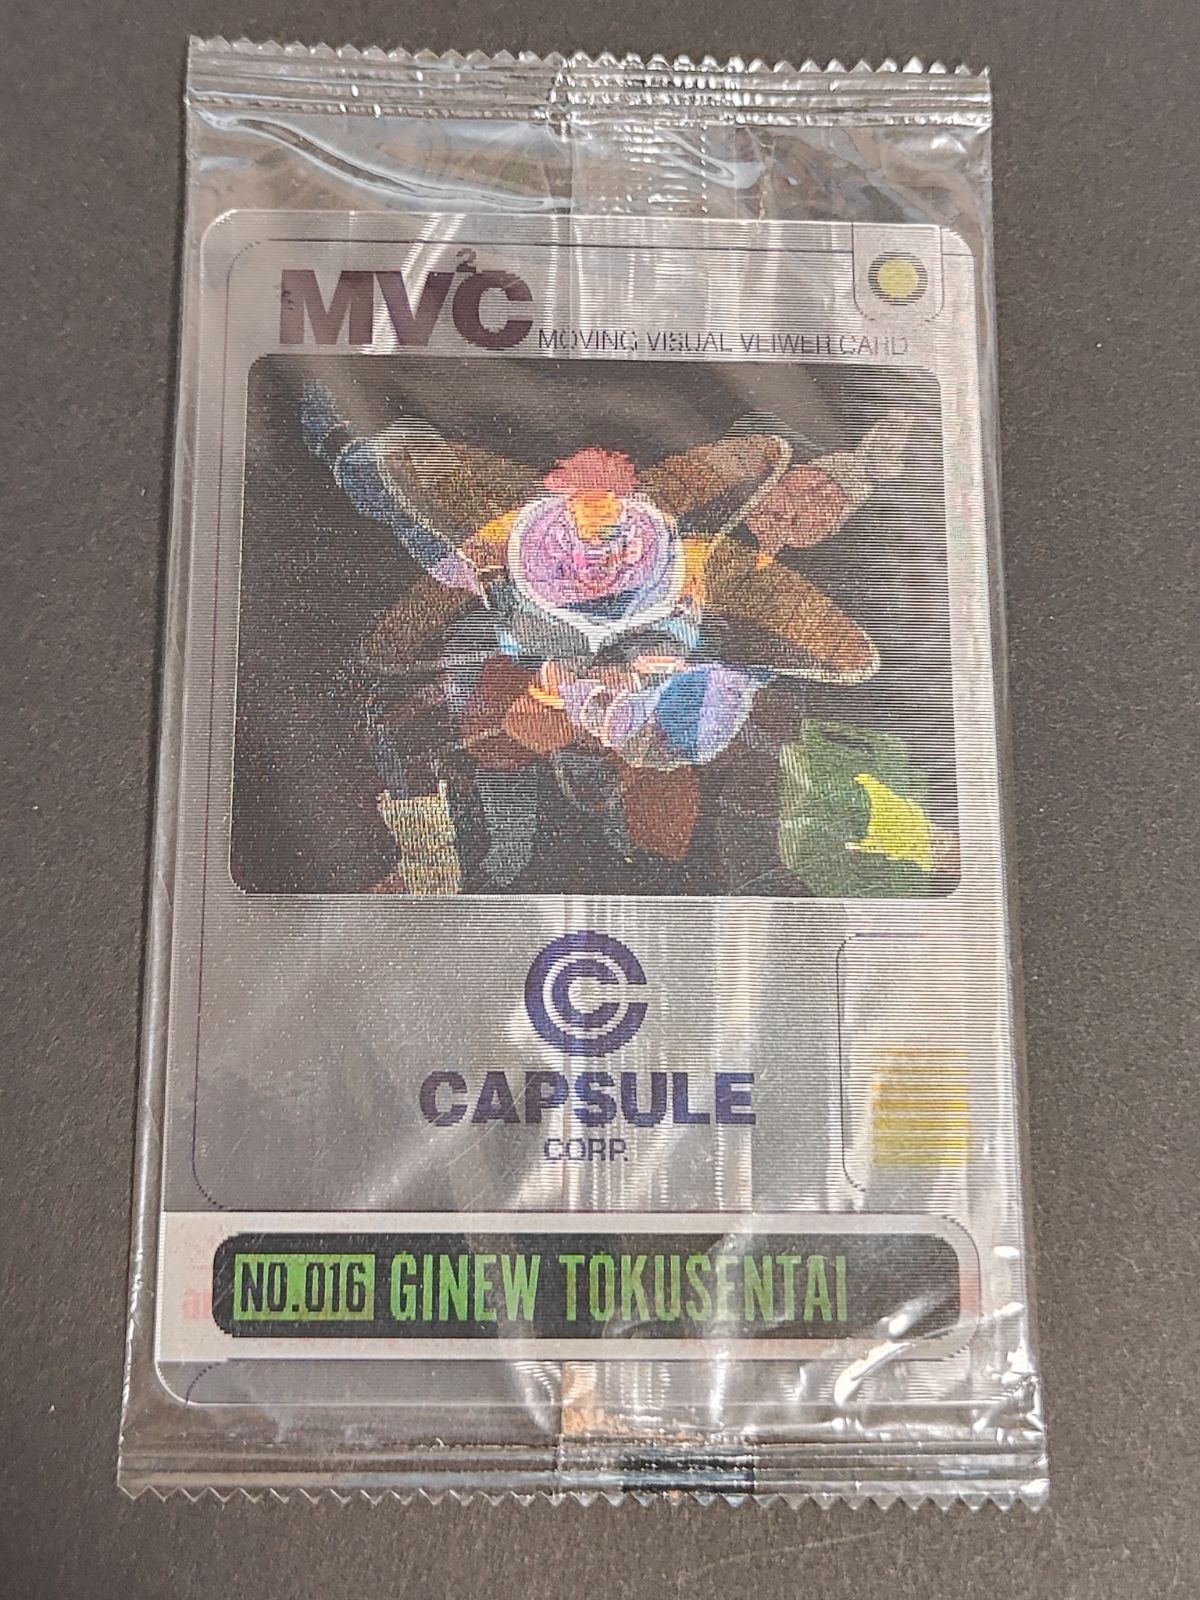 MV²C
MOVING VISUAL VEIWER CARD
CAPSULE
CORP.
NO.016 GINEW TOKUSENTAI